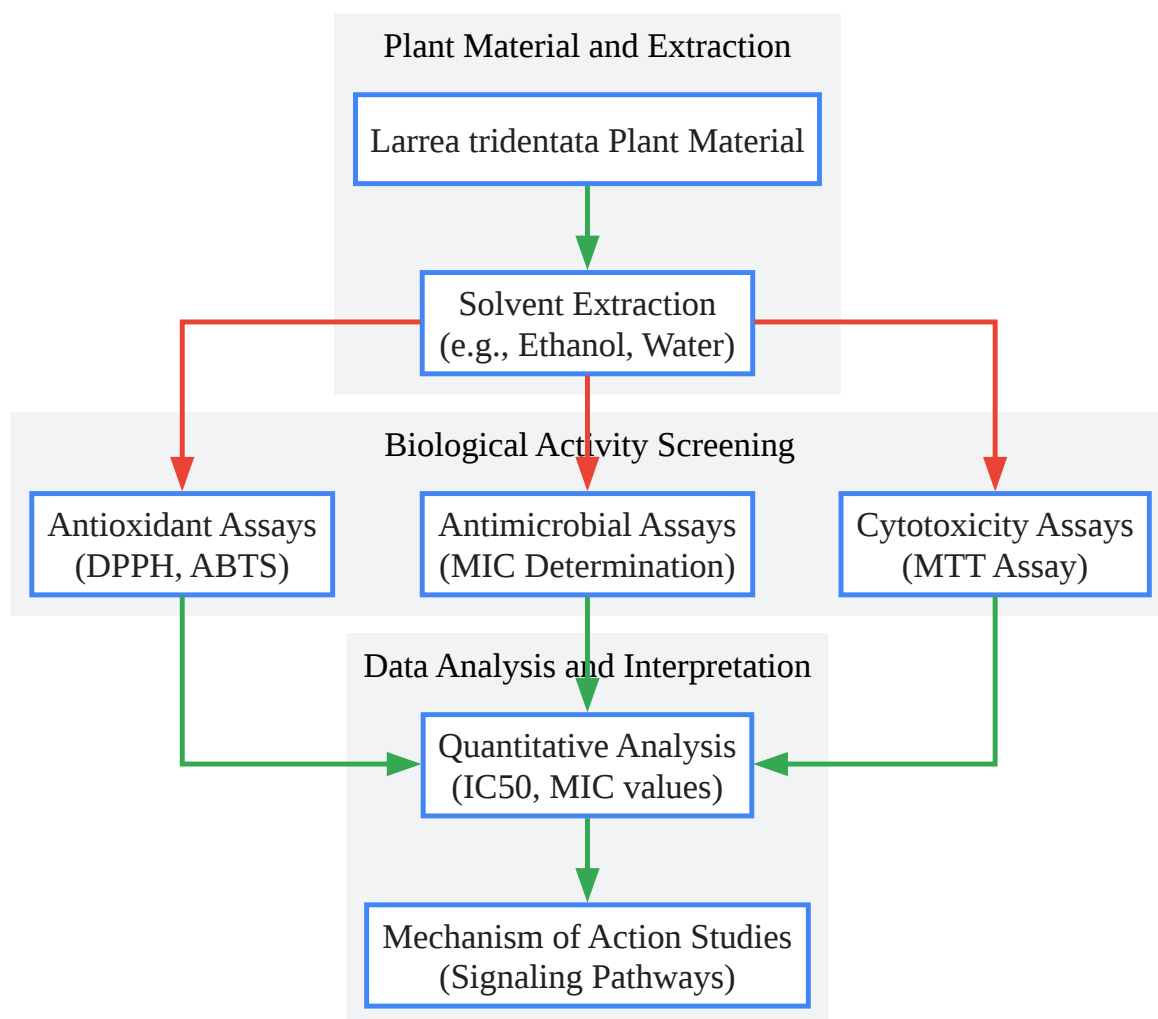 Plant Material and Extraction
Larrea tridentata Plant Material
Solvent Extraction
(e.g., Ethanol, Water)
Biological Activity Screening
Antioxidant Assays
(DPPH, ABTS)
Antimicrobial Assays
(MIC Determination)
Cytotoxicity Assays
(MTT Assay)
Data Analysis and Interpretation
Quantitative Analysis
(IC50, MIC values)
Mechanism of Action Studies
(Signaling Pathways)